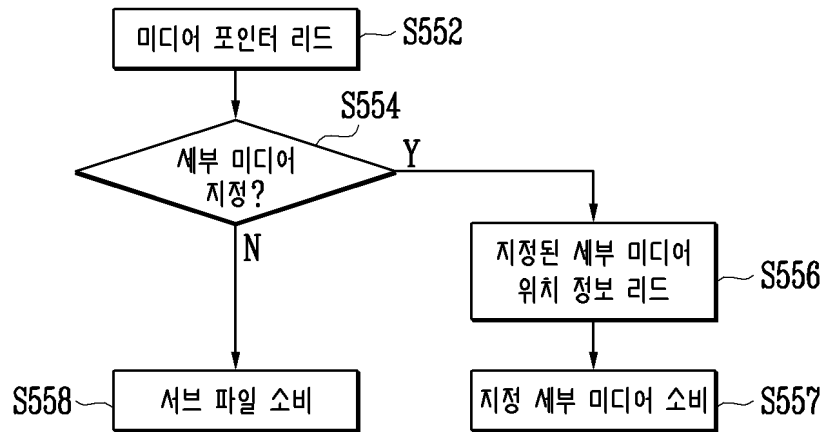 미디어 포인터 리드
S552
S554
세부 미디어
지정?
Y
N
지정된 세부 미디어
위치 정보 리드
S556
S558
서브 파일 소비
지정 세부 미디어 소비
S557